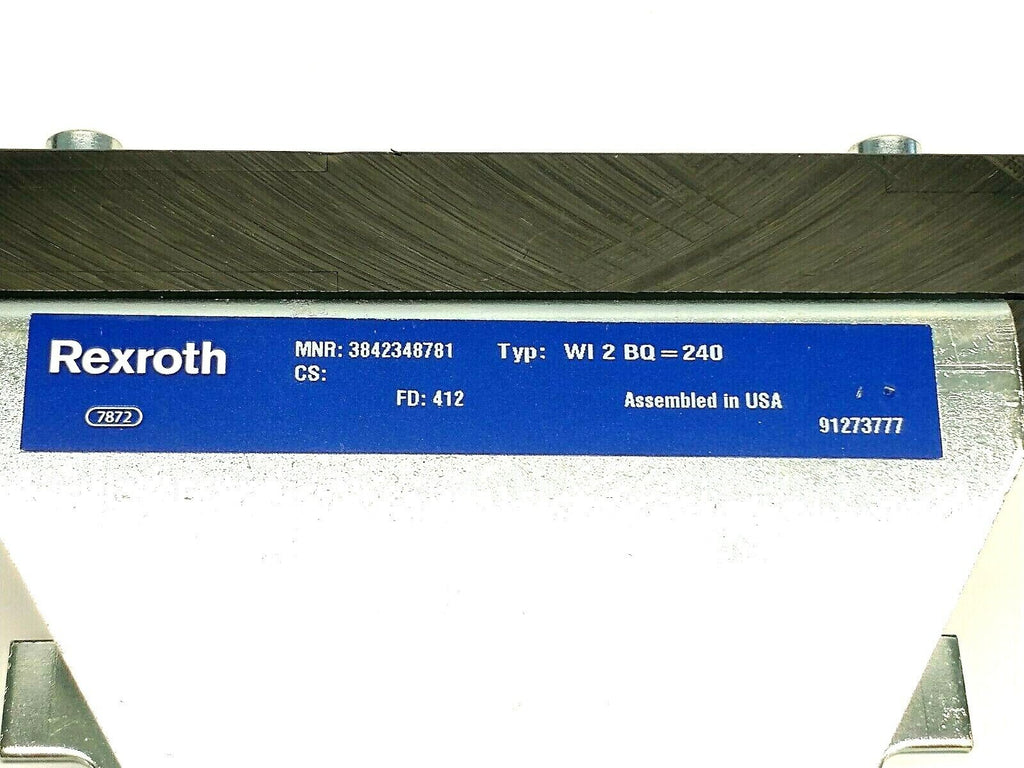 Rexroth
7872
MNR: 3842348781 Typ: WI 2 BQ = 240
CS:
FD: 412 Assembled in USA
91273777